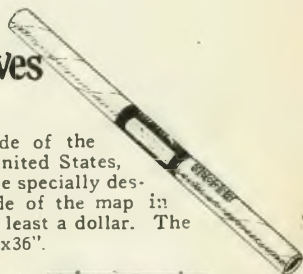 ves
de of the
nited States,
e specially des-
de of the map in
least a dollar. The
x36".